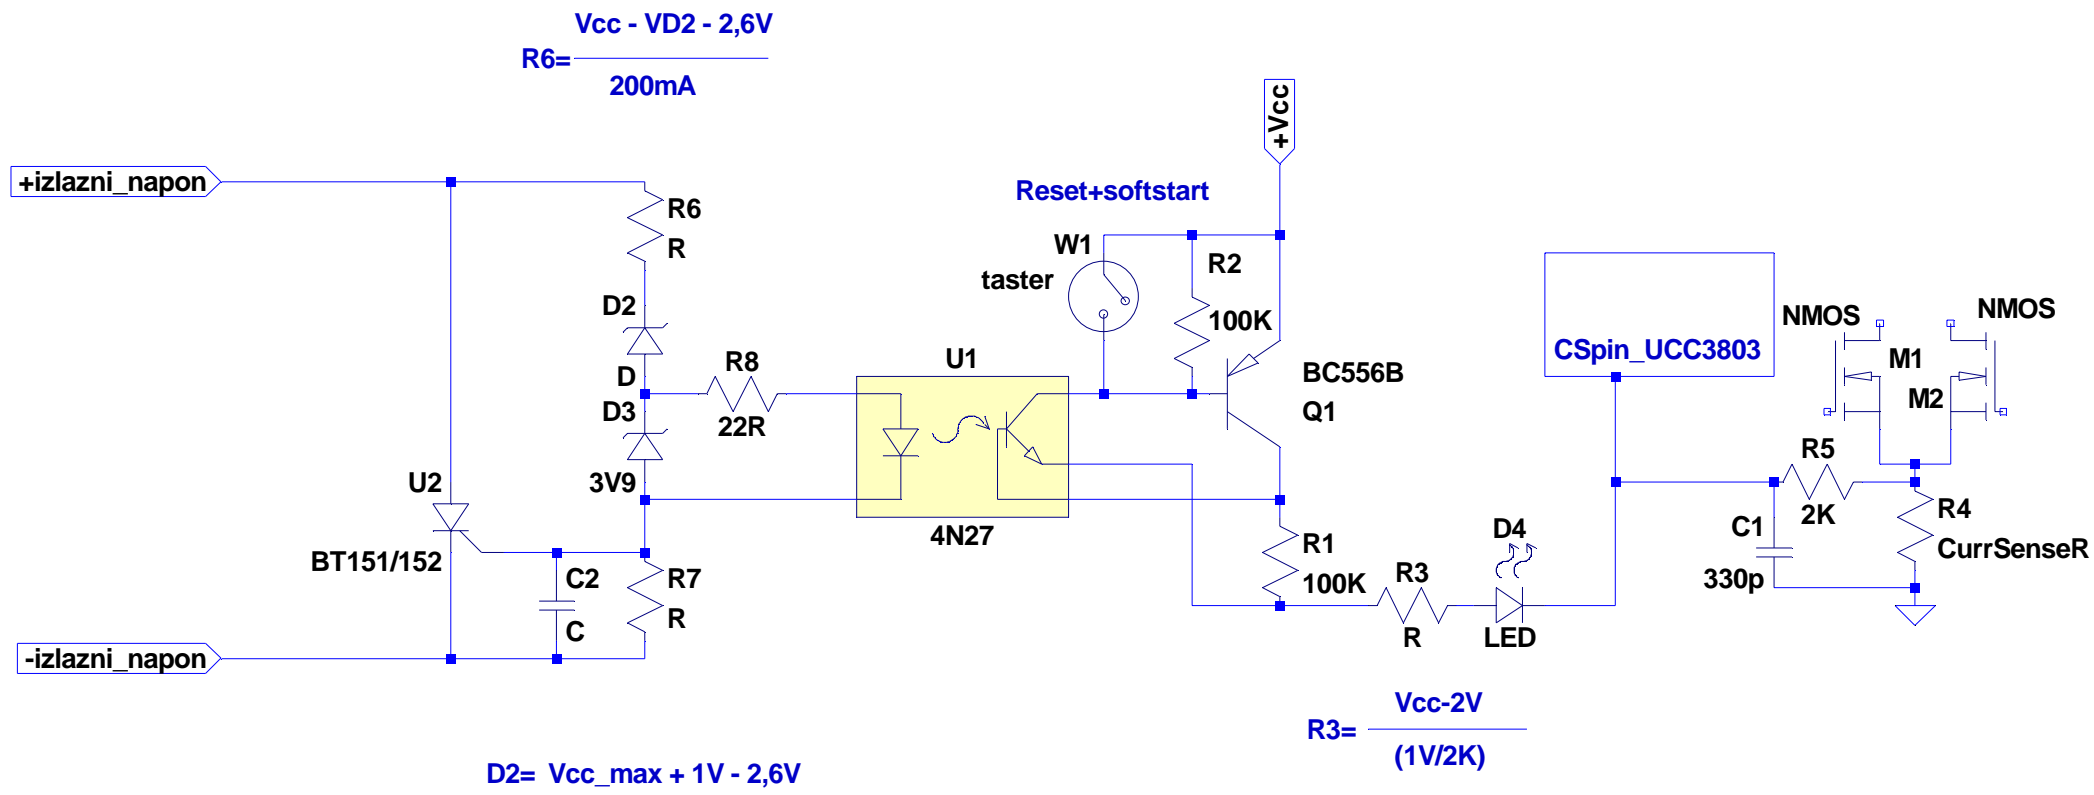 Vcc - VD2 - 2,6V
R6=
200mA
+Vcc
+izlazni_napon
Reset+softstart
R6
R
W1
taster
R2
100K
D2
D
NMOS
NMOS
CSpin_UCC3803
M1
M2
R8
22R
U1
BC556B
Q1
D3
3V9
U2
BT151/152
4N27
R5
2K
R4
CurrSenseR
C1
330p
D4
LED
R1
100K
R3
R
C2
C
R7
R
-izlazni_napon
Vcc-2V
R3=
(1V/2K)
D2= Vcc_max + 1V - 2,6V